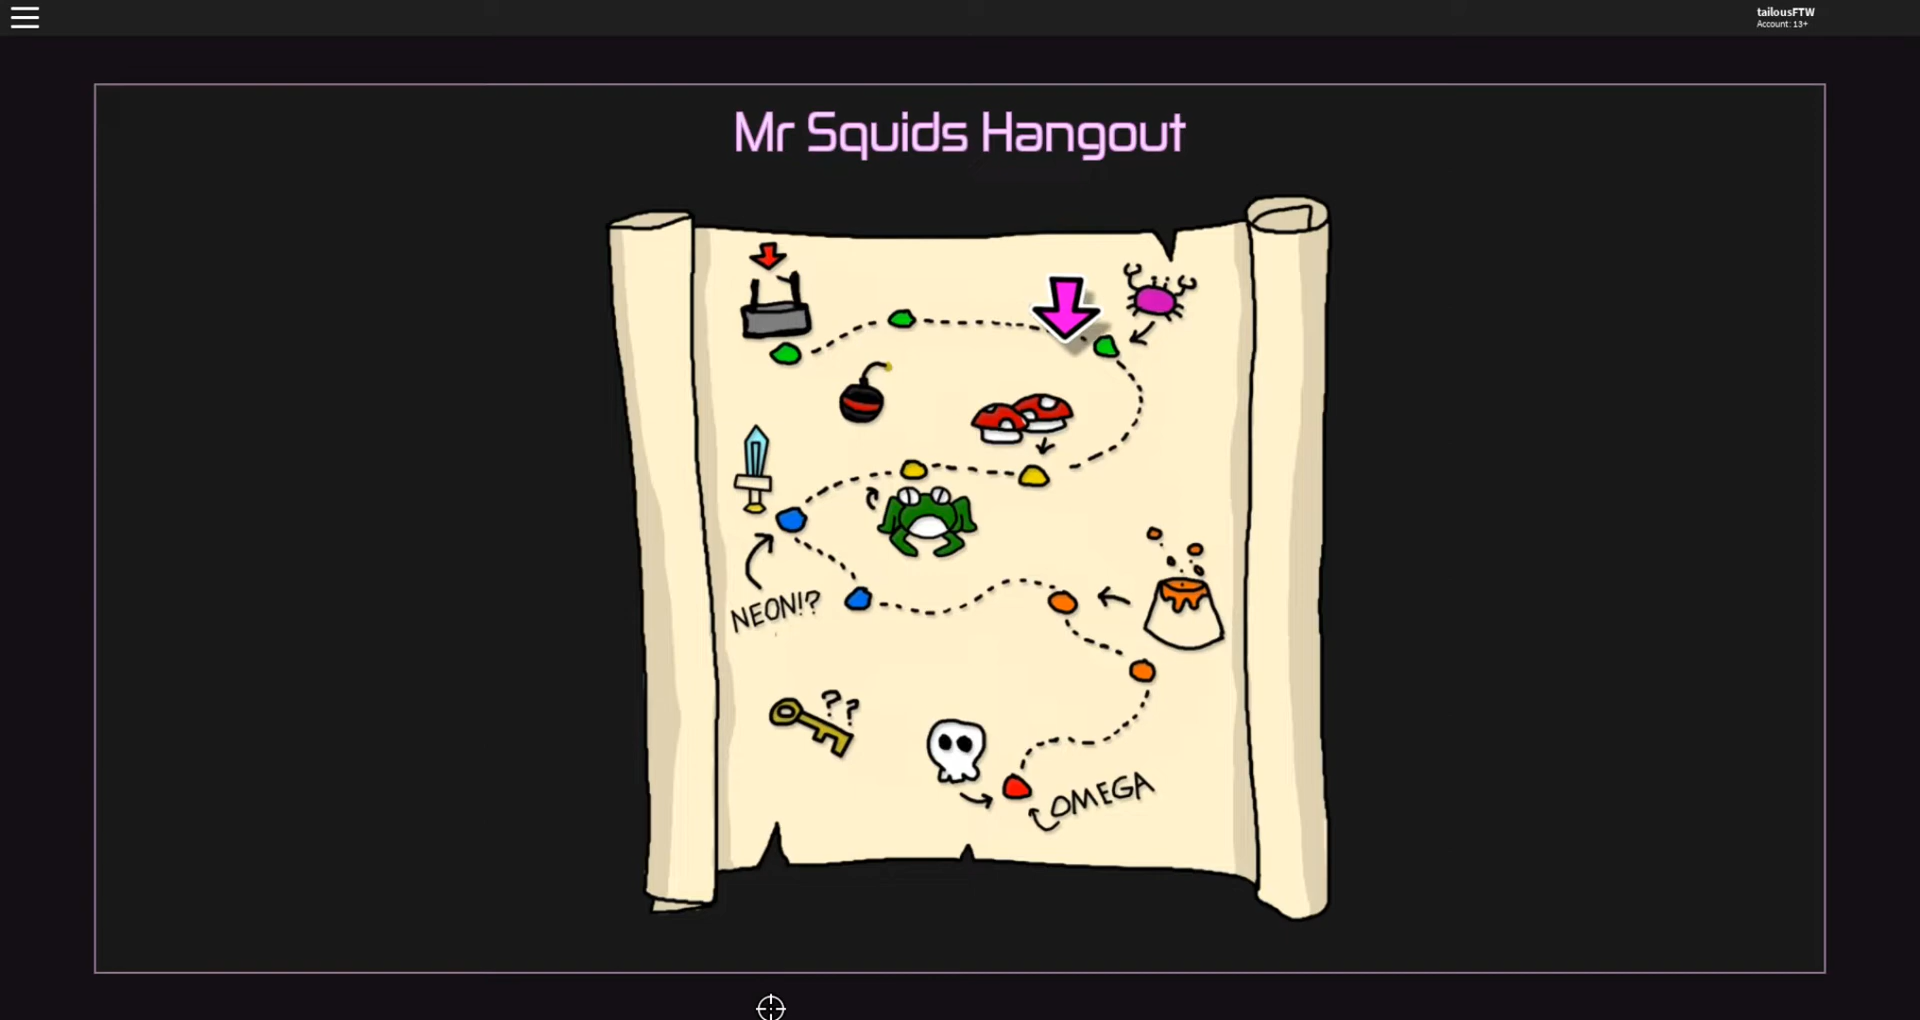 tailousFTW
Account: 13+
Mr Squids Hangout
NEON!?
??
OMEGA